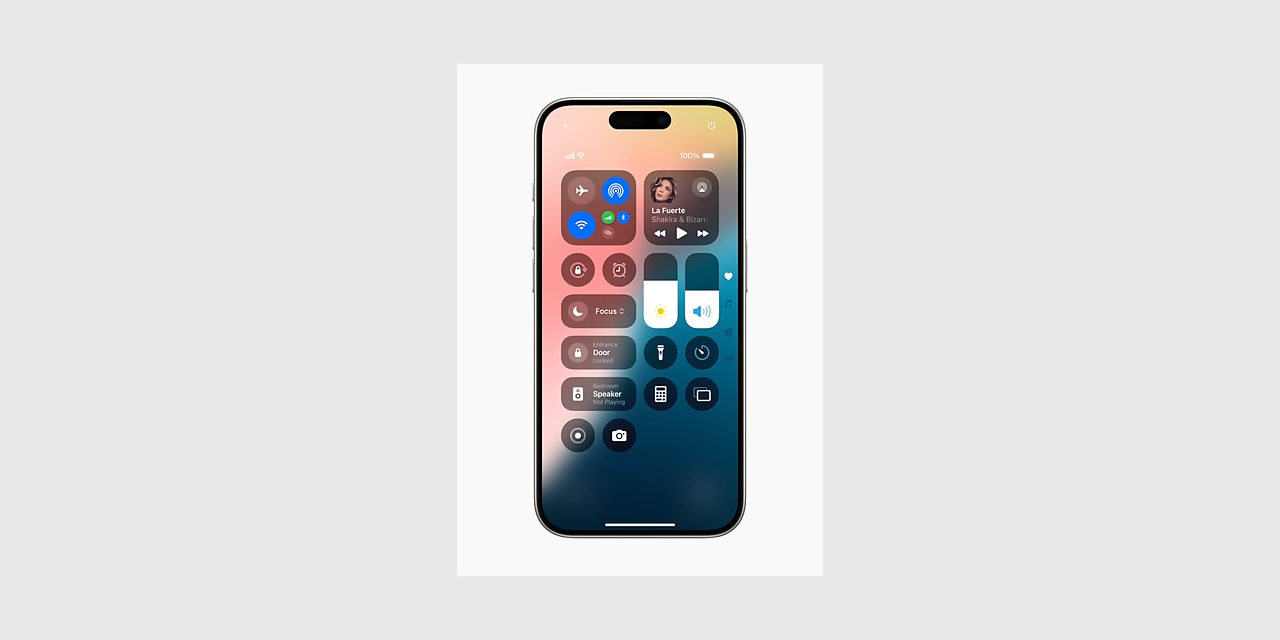 100%
La Fuerte
Shakira & Bizarr
Focus
Entrance
Door
Locked
Bedroom
Speaker
Not Playing